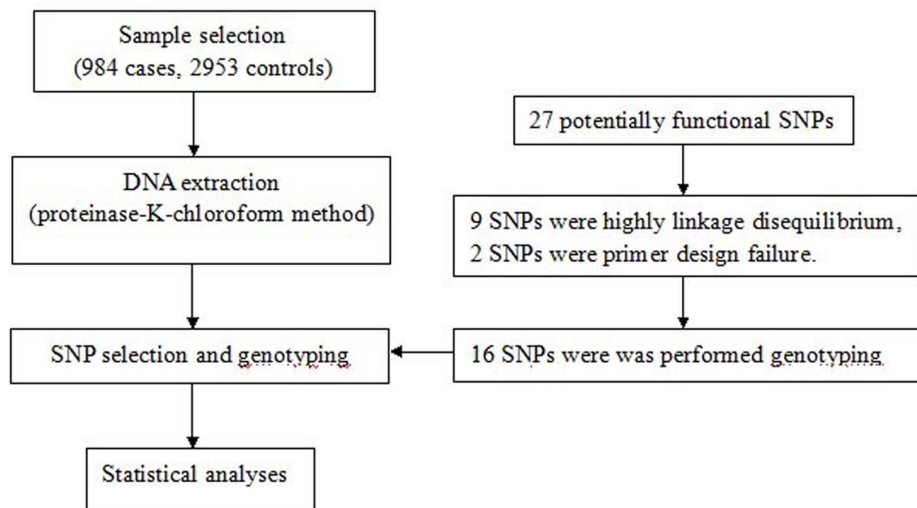 Sample selection
(984 cases, 2953 controls)
DNA extraction
(proteinase-K-chloroform method)
SNP selection and genotyping
Statistical analyses
27 potentially functional SNPs
9 SNPs were highly linkage disequilibrium,
2 SNPs were primer design failure.
16 SNPs were was performed genotyping